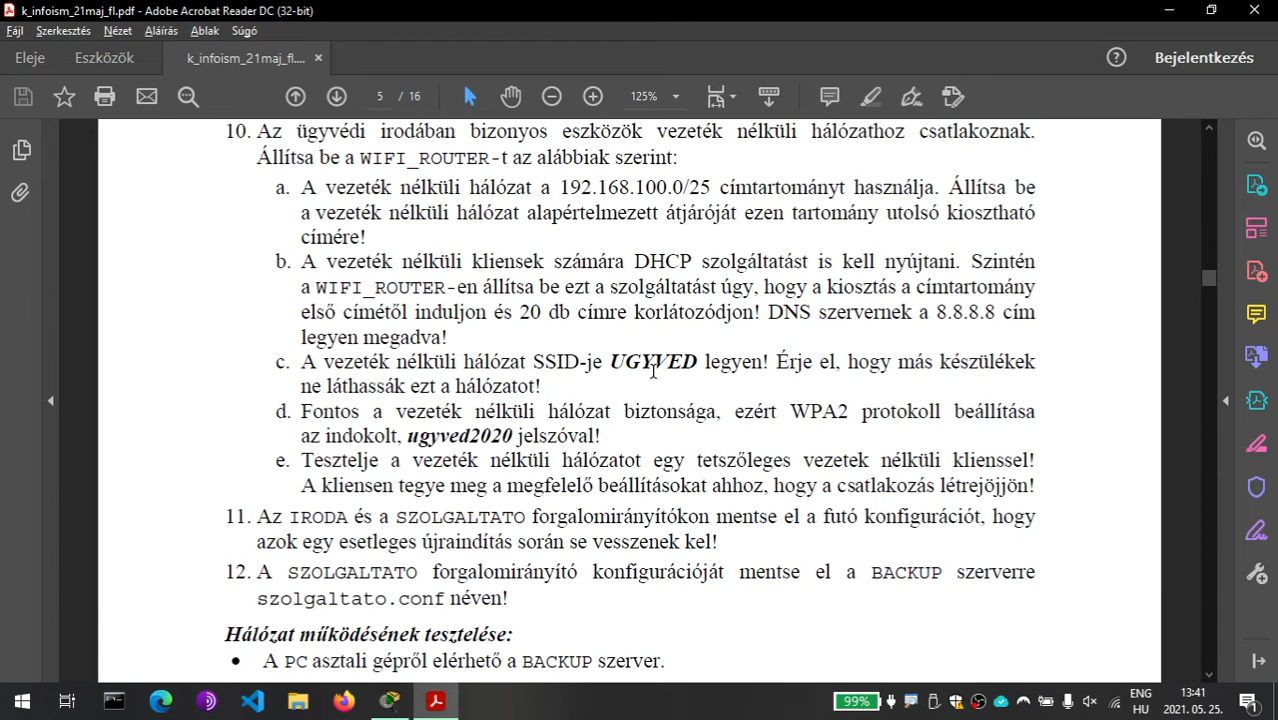 k_infoism_21maj_fl.pdf - Adobe Acrobat Reader DC (32-bit)
Fájl Szerkesztés Nézet Aláírás Ablak Súgó
Eleje Eszközök k_infoism_21maj_fl.... × Bejelentkezés
5 / 16 125%
10. Az ügyvédi irodában bizonyos eszközök vezeték nélküli hálózathoz csatlakoznak.
Állítsa be a WIFI_ROUTER-t az alábbiak szerint:
a. A vezeték nélküli hálózat a 192.168.100.0/25 címtartományt használja. Állítsa be
a vezeték nélküli hálózat alapértelmezett átjáróját ezen tartomány utolsó kiosztható
címére!
b. A vezeték nélküli kliensek számára DHCP szolgáltatást is kell nyújtani. Szintén
a WIFI_ROUTER-en állítsa be ezt a szolgáltatást úgy, hogy a kiosztás a címtartomány
első címétől induljon és 20 db címre korlátozódjon! DNS szervernek a 8.8.8.8 cím
legyen megadva!
c. A vezeték nélküli hálózat SSID-je UGYVED legyen! Érje el, hogy más készülékek
ne láthassák ezt a hálózatot!
d. Fontos a vezeték nélküli hálózat biztonsága, ezért WPA2 protokoll beállítása
az indokolt, ugyved2020 jelszóval!
e. Tesztelje a vezeték nélküli hálózatot egy tetszőleges vezetek nélküli klienssel!
A kliensen tegye meg a megfelelő beállításokat ahhoz, hogy a csatlakozás létrejöjjön!
11. Az IRODA és a SZOLGALTATO forgalomirányítókon mentse el a futó konfigurációt, hogy
azok egy esetleges újraindítás során se vesszenek kel!
12. A SZOLGALTATO forgalomirányító konfigurációját mentse el a BACKUP szerverre
szolgaltato.conf néven!
Hálózat működésének tesztelése:
• A PC asztali gépről elérhető a BACKUP szerver.
99% ENG HU 13:41 2021. 05. 25. 1